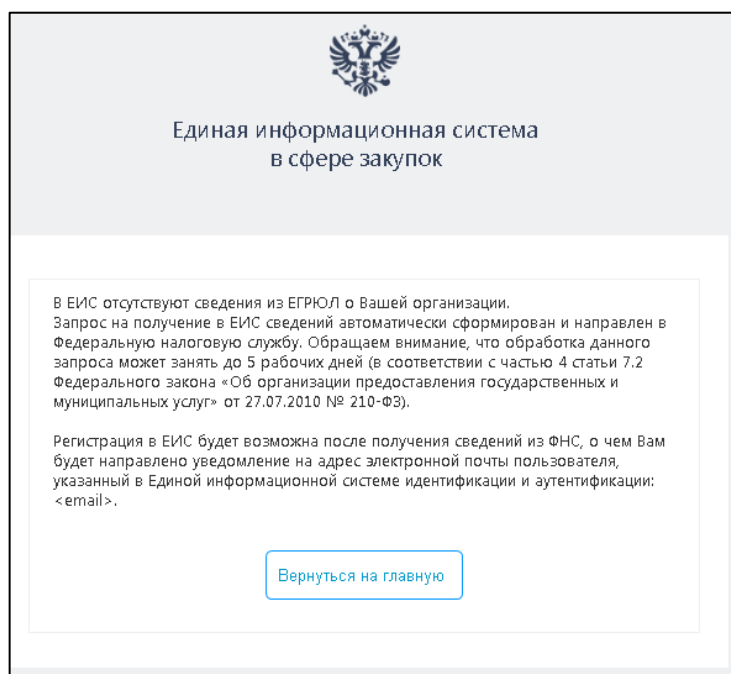 Единая информационная система
в сфере закупок
В ЕИС отсутствуют сведения из ЕГРЮЛ о Вашей организации.
Запрос на получение в ЕИС сведений автоматически сформирован и направлен в
Федеральную налоговую службу. Обращаем внимание, что обработка данного
запроса может занять до 5 рабочих дней (в соответствии с частью 4 статьи 7.2
Федерального закона «Об организации предоставления государственных и
муниципальных услуг» от 27.07.2010 № 210-ФЗ).
Регистрация в ЕИС будет возможна после получения сведений из ФНС, о чем Вам
будет направлено уведомление на адрес электронной почты пользователя,
указанный в Единой информационной системе идентификации и аутентификации:
<email>.
Вернуться на главную